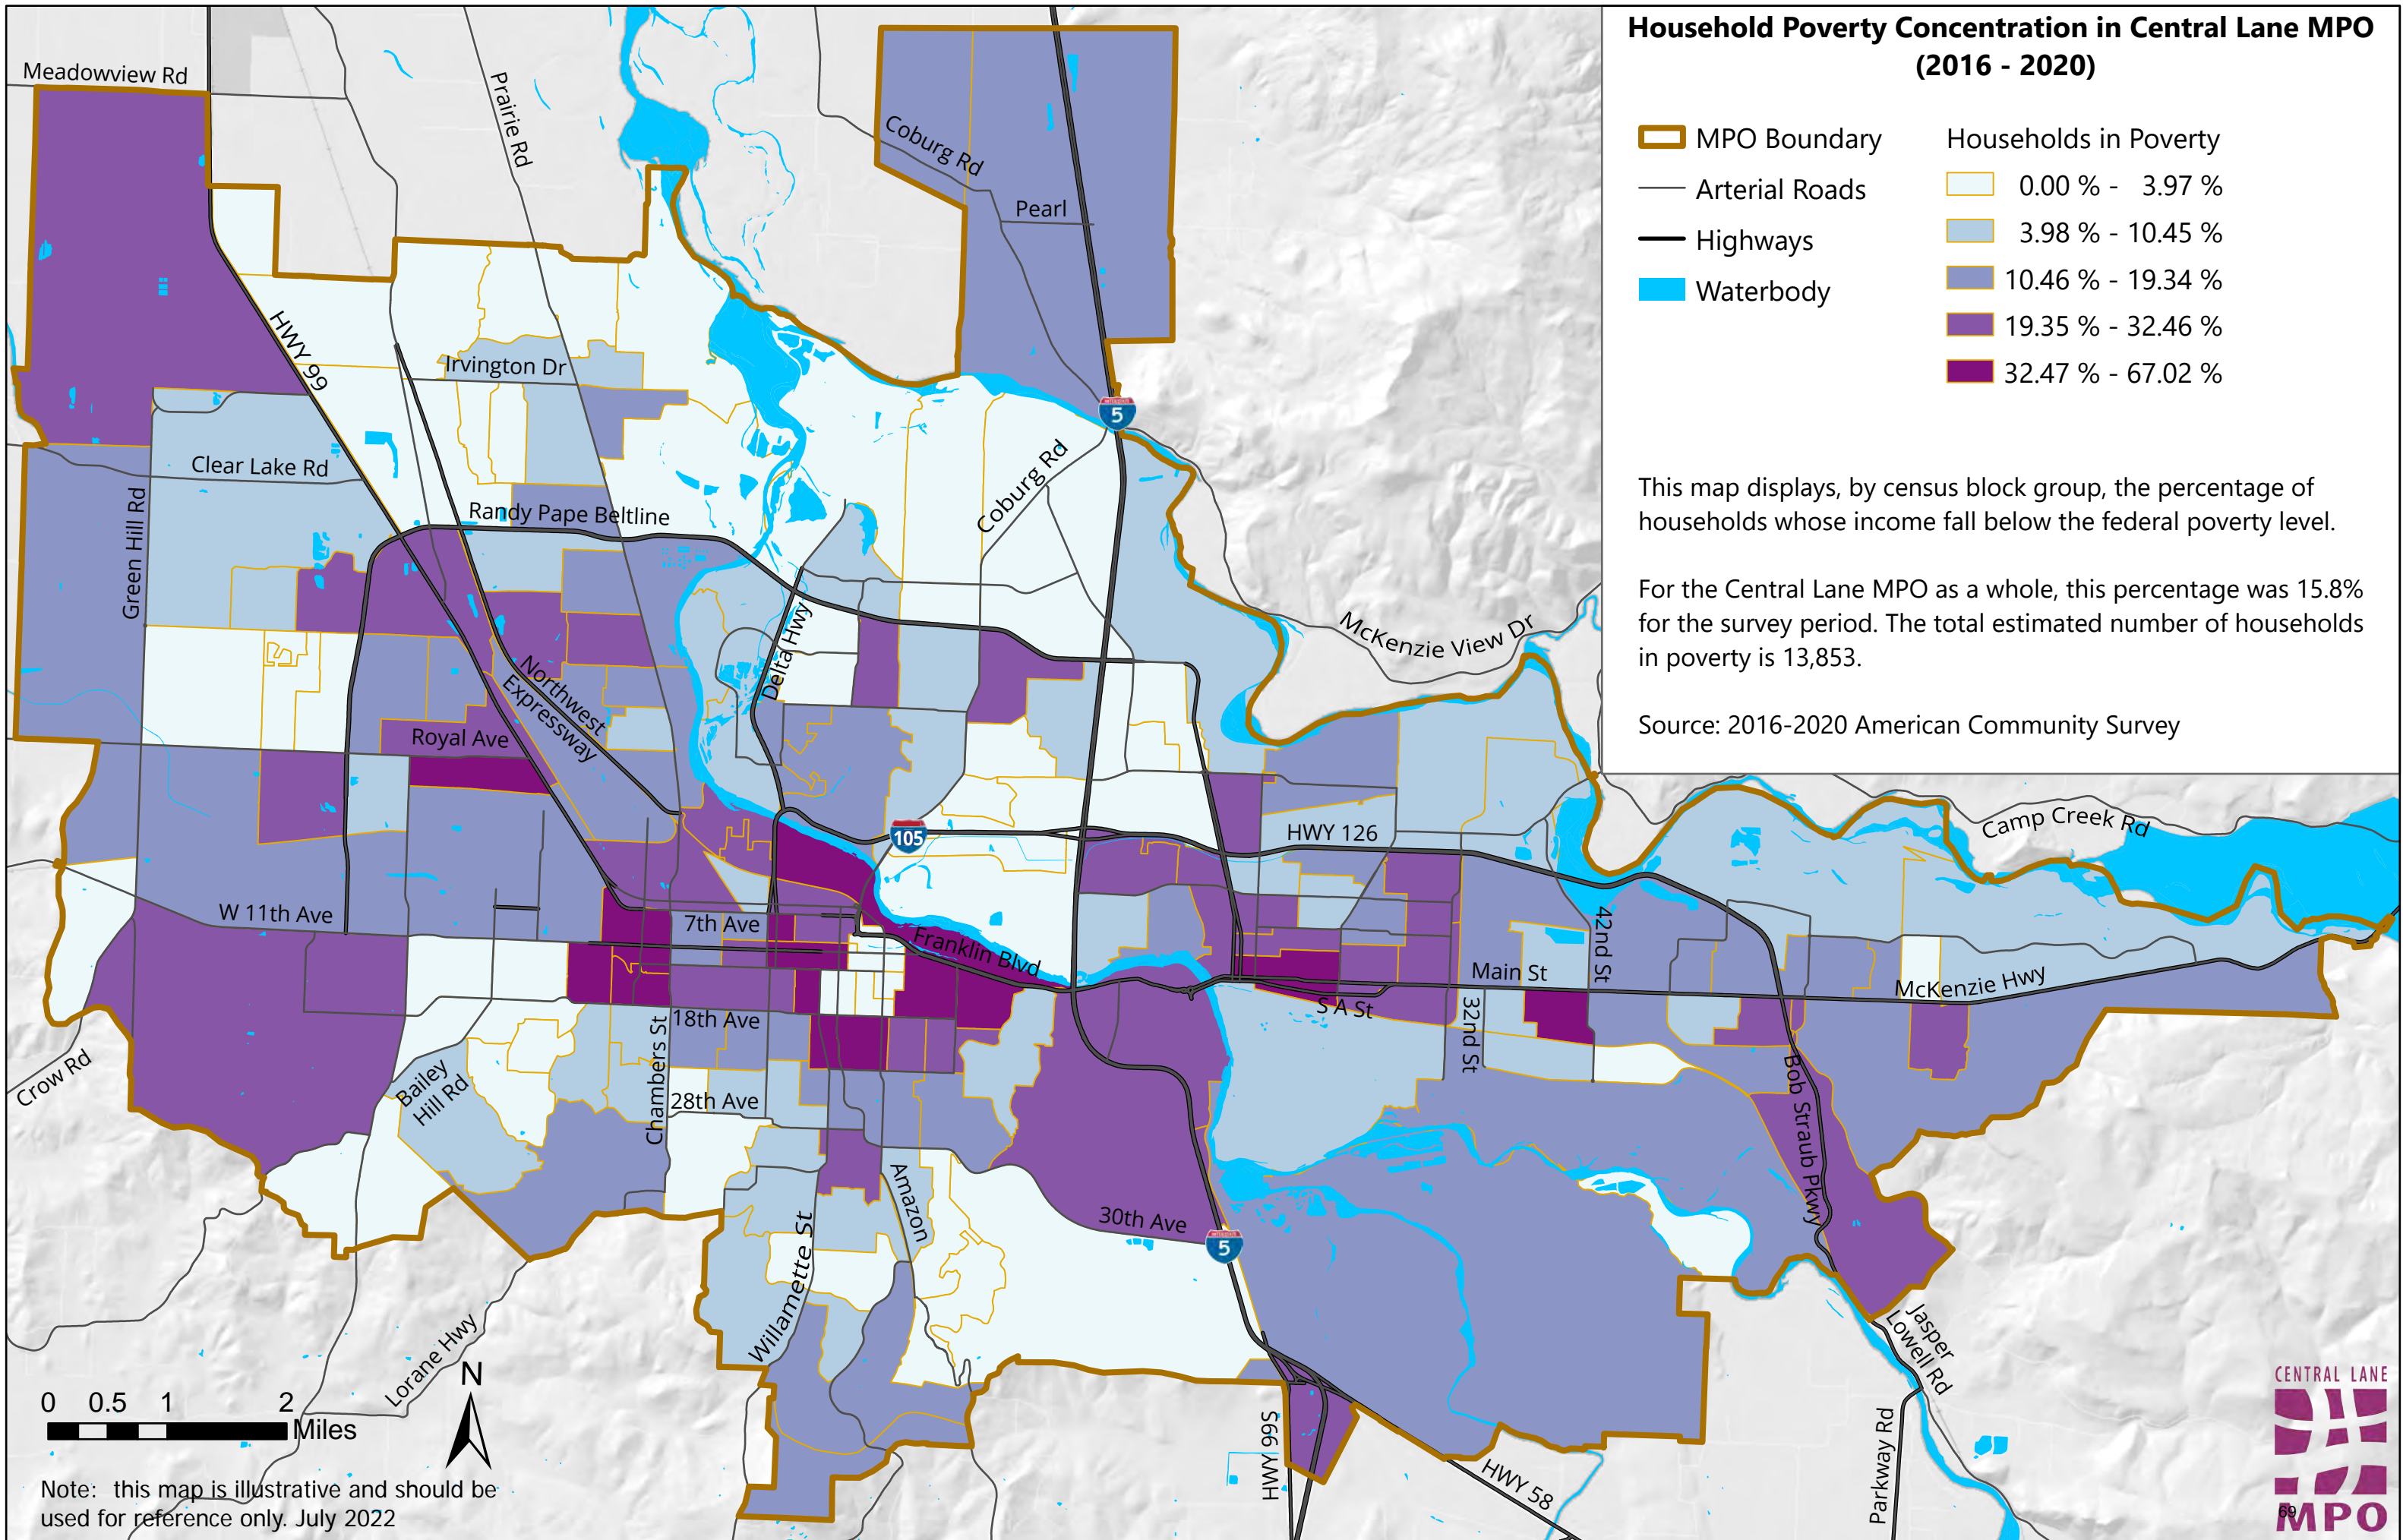 Household Poverty Concentration in Central Lane MPO
(2016 - 2020)
MPO Boundary
Arterial Roads
Highways
Waterbody
Households in Poverty
0.00 % - 3.97 %
3.98 % - 10.45 %
10.46 % - 19.34 %
19.35 % - 32.46 %
32.47 % - 67.02 %
This map displays, by census block group, the percentage of
households whose income fall below the federal poverty level.
For the Central Lane MPO as a whole, this percentage was 15.8%
for the survey period. The total estimated number of households
in poverty is 13,853.
Source: 2016-2020 American Community Survey
Meadowview Rd
Prairie Rd
Coburg Rd
Pearl
HWY 99
Irvington Dr
INTERSTATE
5
Clear Lake Rd
Green Hill Rd
Randy Pape Beltline
Coburg Rd
McKenzie View Dr
Delta Hwy
Northwest
Expressway
Royal Ave
INTERSTATE
105
HWY 126
Camp Creek Rd
W 11th Ave
7th Ave
Franklin Blvd
42nd St
Main St
McKenzie Hwy
S A St
32nd St
18th Ave
Chambers St
Crow Rd
Bailey
Hill Rd
28th Ave
Bob Straub Pkwy
Amazon
30th Ave
INTERSTATE
5
Willamette St
Lorane Hwy
Jasper
Lowell Rd
Parkway Rd
HWY 99S
HWY 58
N
0 0.5 1 2
Miles
Note: this map is illustrative and should be
used for reference only. July 2022
CENTRAL LANE
MPO
69